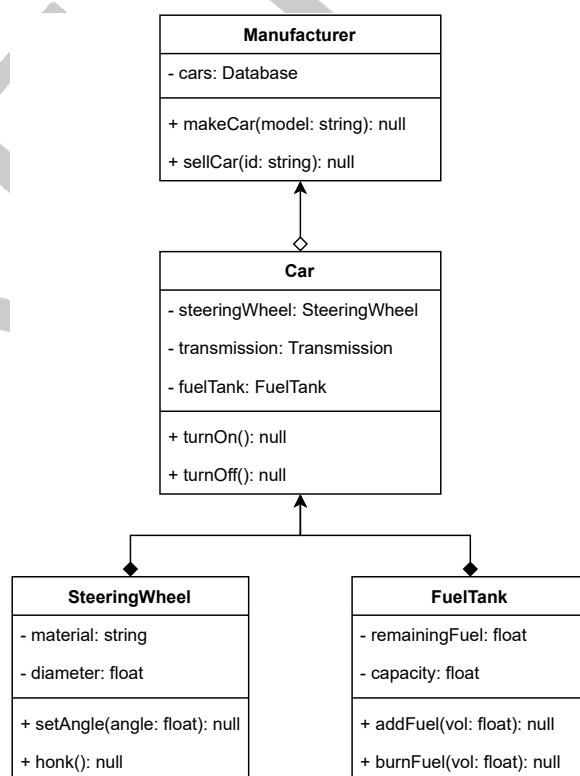 Manufacturer
- cars: Database
+ makeCar(model: string): null
+ sellCar(id: string): null
Car
- steeringWheel: SteeringWheel
- transmission: Transmission
- fuelTank: FuelTank
+ turnOn(): null
+ turnOff(): null
SteeringWheel
- material: string
- diameter: float
+ setAngle(angle: float): null
+ honk(): null
FuelTank
- remainingFuel: float
- capacity: float
+ addFuel(vol: float): null
+ burnFuel(vol: float): null